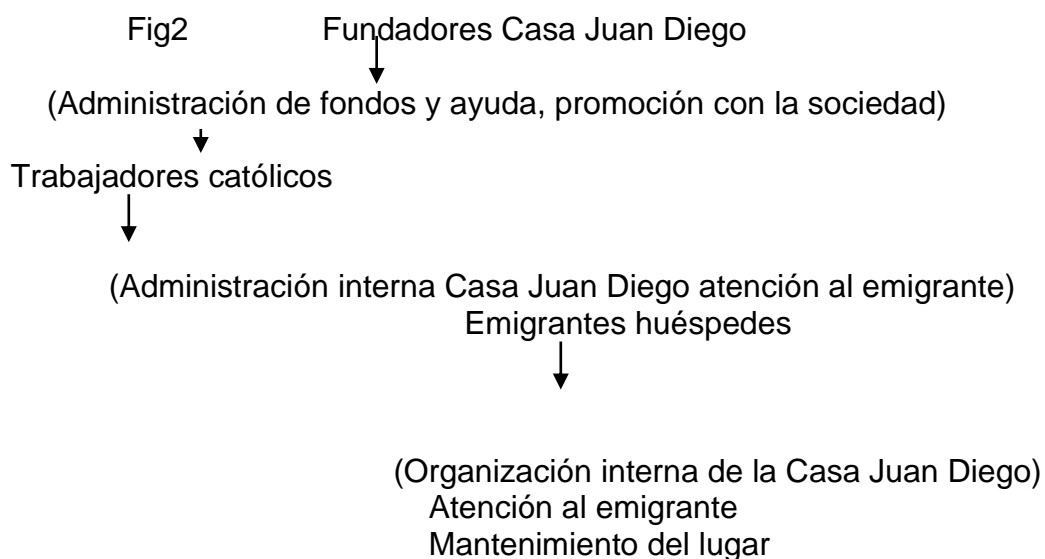 Fig2 Fundadores Casa Juan Diego
(Administración de fondos y ayuda, promoción con la sociedad)
Trabajadores católicos
(Administración interna Casa Juan Diego atención al emigrante)
Emigrantes huéspedes
(Organización interna de la Casa Juan Diego)
Atención al emigrante
Mantenimiento del lugar